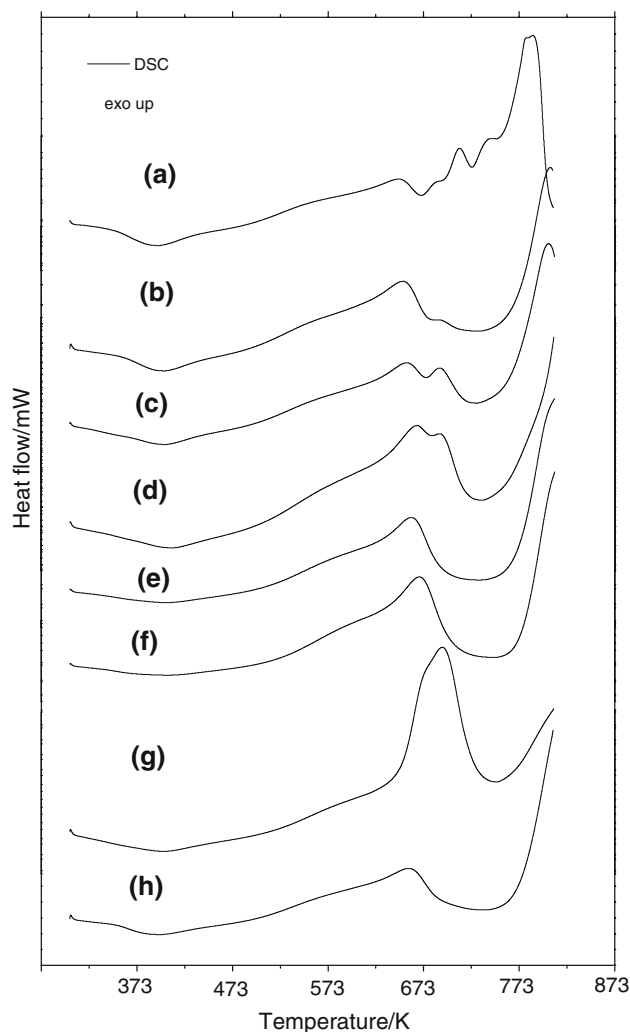 DSC
exo up
(a)
(b)
(c)
(d)
(e)
(f)
(g)
(h)
Heat flow/mW
373 473 573 673 773 873
Temperature/K